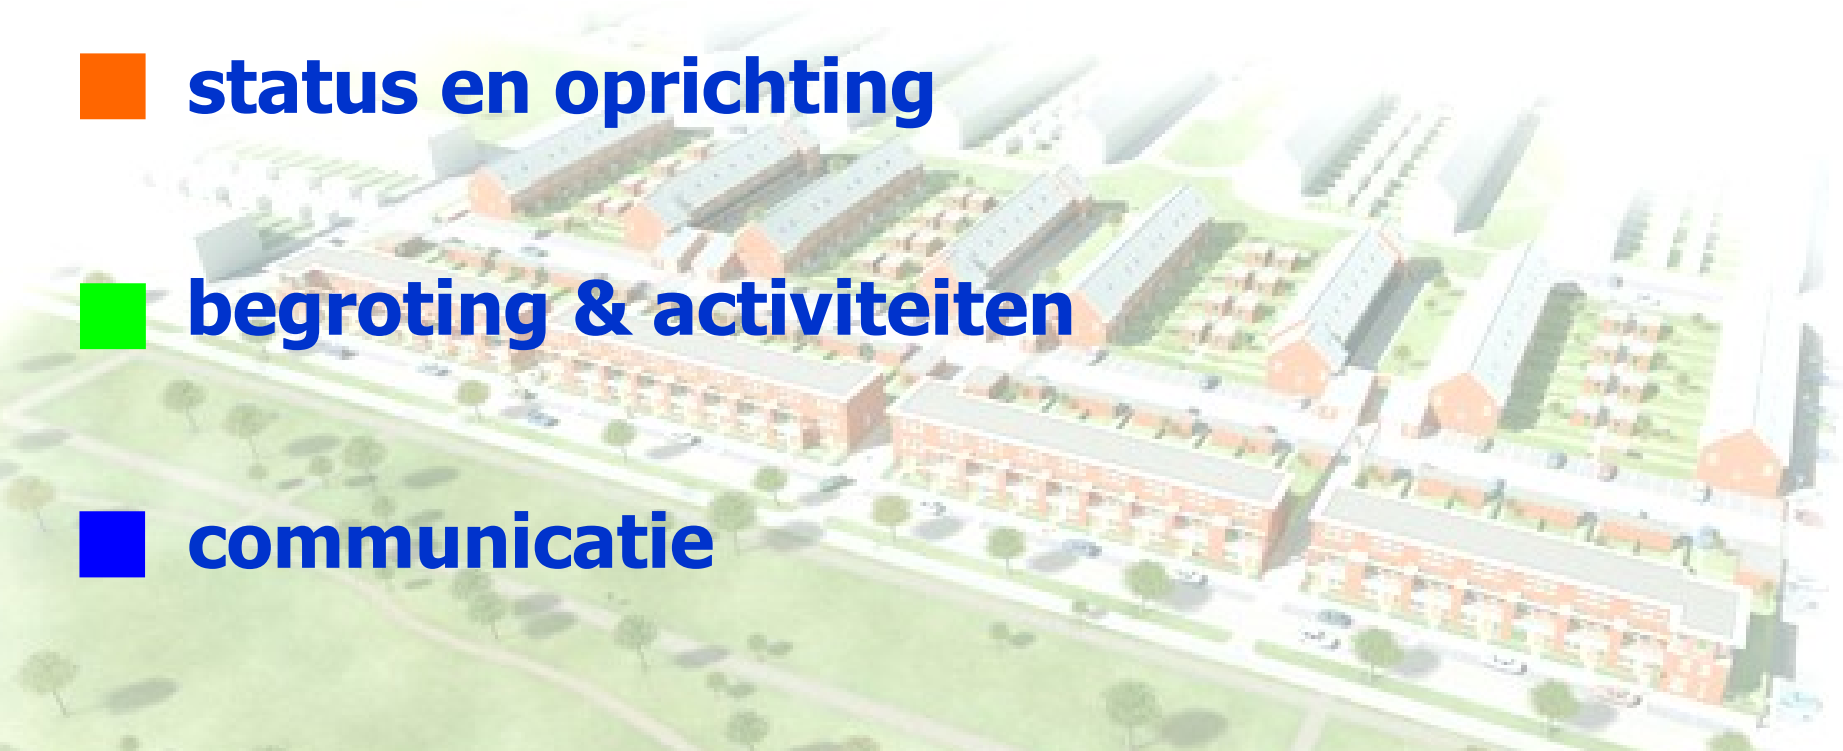 status en oprichting
begroting & activiteiten
communicatie